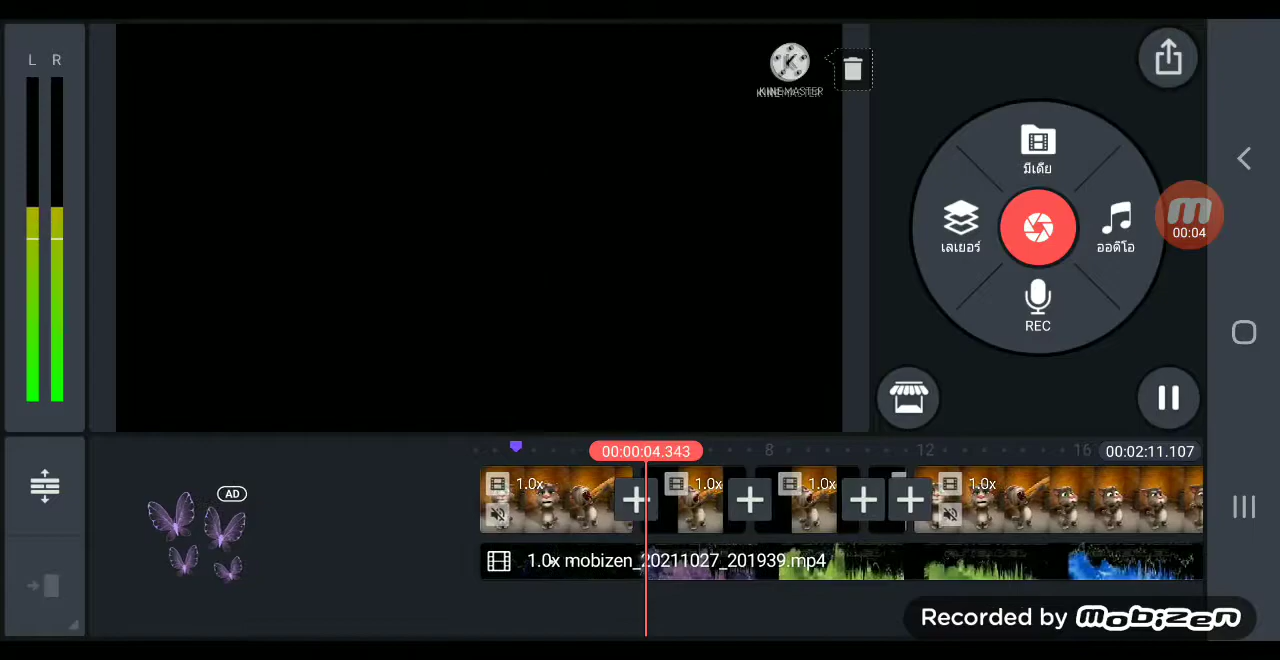 L R
KINEMASTER
มีเดีย
เลเยอร์
ออดิโอ
00:04
REC
00:00:04.343
8
12
16
00:02:11.107
AD
1.0x
1.0x
1.0x
1.0x
1.0x mobizen_20211027_201939.mp4
Recorded by mobizen